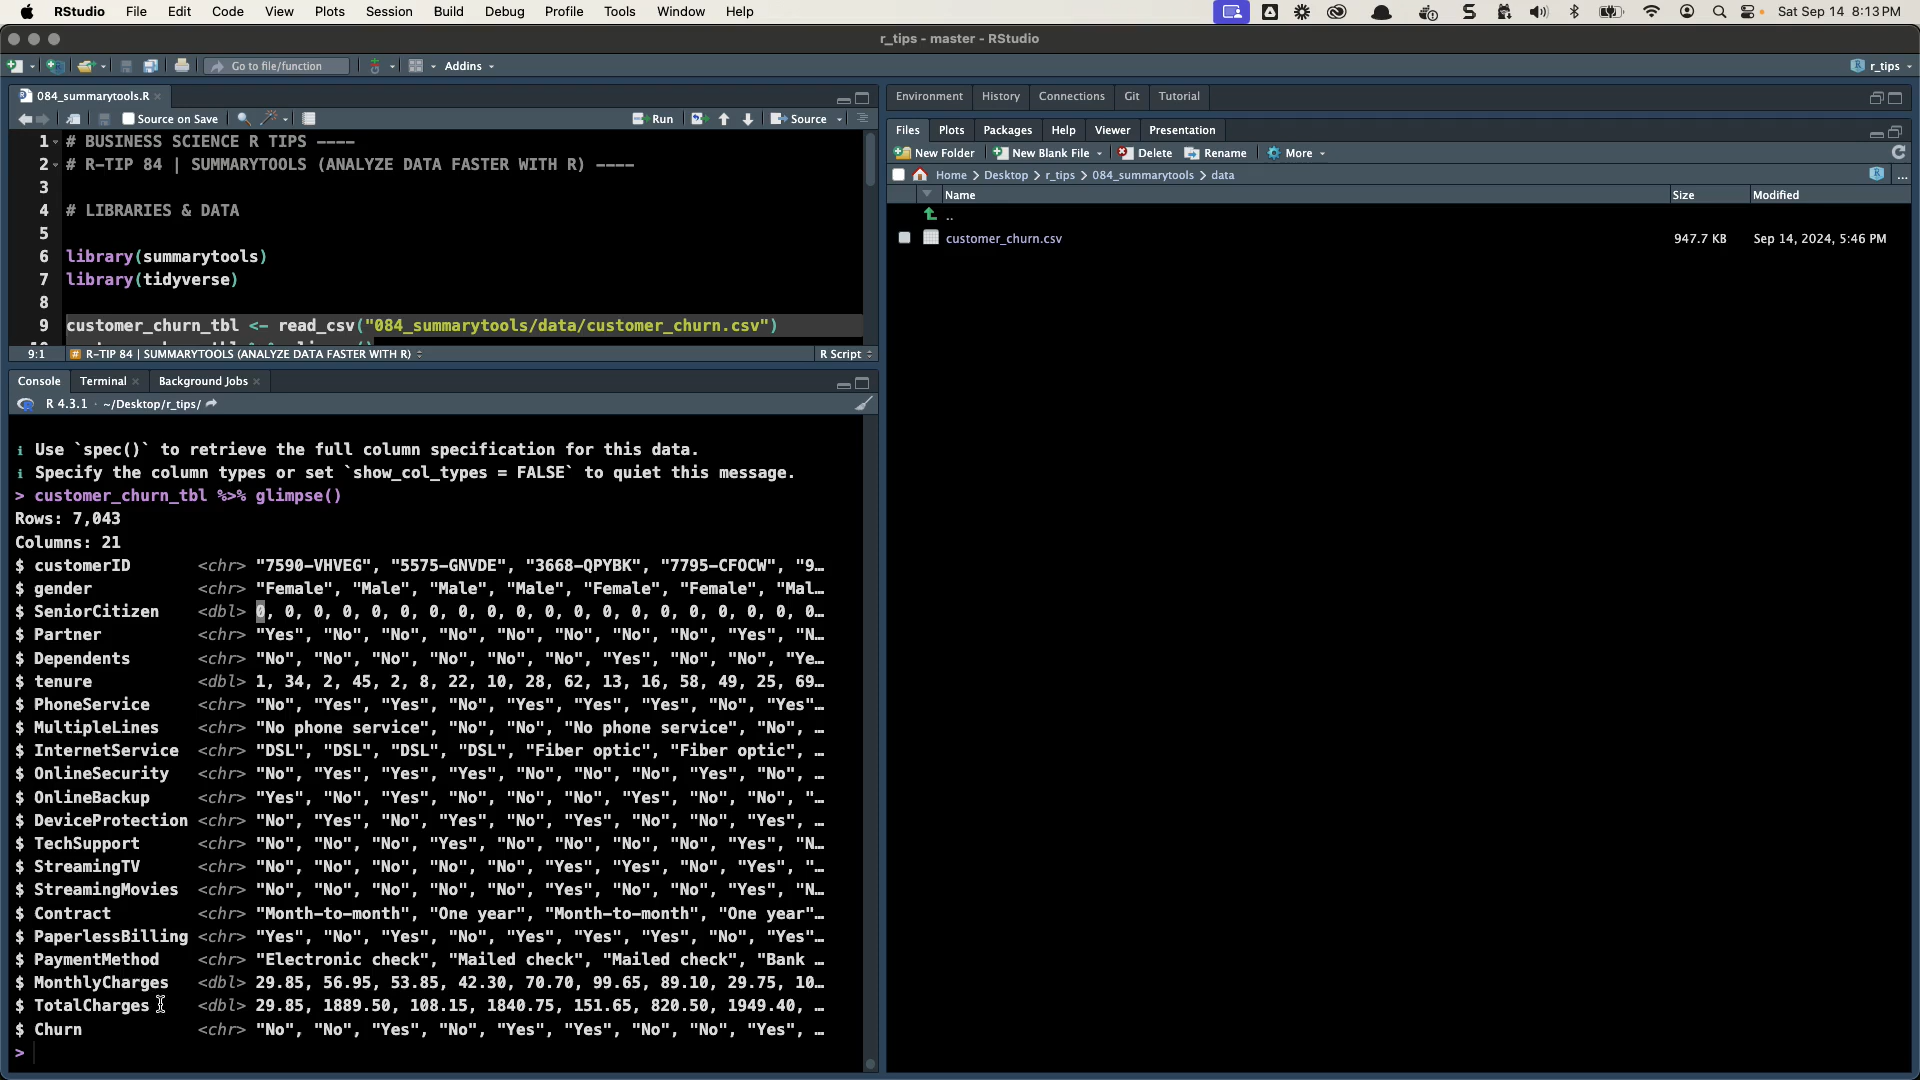 RStudio File Edit Code View Plots Session Build Debug Profile Tools Window Help Sat Sep 14 8:13 PM
r_tips - master - RStudio
Go to file/function Addins r_tips
084_summarytools.R
Source on Save Run Source
1 # BUSINESS SCIENCE R TIPS ----
2 # R-TIP 84 | SUMMARYTOOLS (ANALYZE DATA FASTER WITH R) ----
3
4 # LIBRARIES & DATA
5
6 library(summarytools)
7 library(tidyverse)
8
9 customer_churn_tbl <- read_csv("084_summarytools/data/customer_churn.csv")
9:1 R-TIP 84 | SUMMARYTOOLS (ANALYZE DATA FASTER WITH R) R Script
Console Terminal Background Jobs
R 4.3.1 · ~/Desktop/r_tips/
i Use `spec()` to retrieve the full column specification for this data.
i Specify the column types or set `show_col_types = FALSE` to quiet this message.
> customer_churn_tbl %>% glimpse()
Rows: 7,043
Columns: 21
$ customerID <chr> "7590-VHVEG", "5575-GNVDE", "3668-QPYBK", "7795-CFOCW", "9…
$ gender <chr> "Female", "Male", "Male", "Male", "Female", "Female", "Mal…
$ SeniorCitizen <dbl> 0, 0, 0, 0, 0, 0, 0, 0, 0, 0, 0, 0, 0, 0, 0, 0, 0, 0, 0, 0…
$ Partner <chr> "Yes", "No", "No", "No", "No", "No", "No", "No", "Yes", "N…
$ Dependents <chr> "No", "No", "No", "No", "No", "No", "Yes", "No", "No", "Ye…
$ tenure <dbl> 1, 34, 2, 45, 2, 8, 22, 10, 28, 62, 13, 16, 58, 49, 25, 69…
$ PhoneService <chr> "No", "Yes", "Yes", "No", "Yes", "Yes", "Yes", "No", "Yes"…
$ MultipleLines <chr> "No phone service", "No", "No", "No phone service", "No", …
$ InternetService <chr> "DSL", "DSL", "DSL", "DSL", "Fiber optic", "Fiber optic", …
$ OnlineSecurity <chr> "No", "Yes", "Yes", "Yes", "No", "No", "No", "Yes", "No", …
$ OnlineBackup <chr> "Yes", "No", "Yes", "No", "No", "No", "Yes", "No", "No", "…
$ DeviceProtection <chr> "No", "Yes", "No", "Yes", "No", "Yes", "No", "No", "Yes", …
$ TechSupport <chr> "No", "No", "No", "Yes", "No", "No", "No", "No", "Yes", "N…
$ StreamingTV <chr> "No", "No", "No", "No", "No", "Yes", "Yes", "No", "Yes", "…
$ StreamingMovies <chr> "No", "No", "No", "No", "No", "Yes", "No", "No", "Yes", "N…
$ Contract <chr> "Month-to-month", "One year", "Month-to-month", "One year"…
$ PaperlessBilling <chr> "Yes", "No", "Yes", "No", "Yes", "Yes", "Yes", "No", "Yes"…
$ PaymentMethod <chr> "Electronic check", "Mailed check", "Mailed check", "Bank …
$ MonthlyCharges <dbl> 29.85, 56.95, 53.85, 42.30, 70.70, 99.65, 89.10, 29.75, 10…
$ TotalCharges <dbl> 29.85, 1889.50, 108.15, 1840.75, 151.65, 820.50, 1949.40, …
$ Churn <chr> "No", "No", "Yes", "No", "Yes", "Yes", "No", "No", "Yes", …
>
Environment History Connections Git Tutorial
Files Plots Packages Help Viewer Presentation
New Folder New Blank File Delete Rename More
Home > Desktop > r_tips > 084_summarytools > data ...
Name Size Modified
..
customer_churn.csv 947.7 KB Sep 14, 2024, 5:46 PM